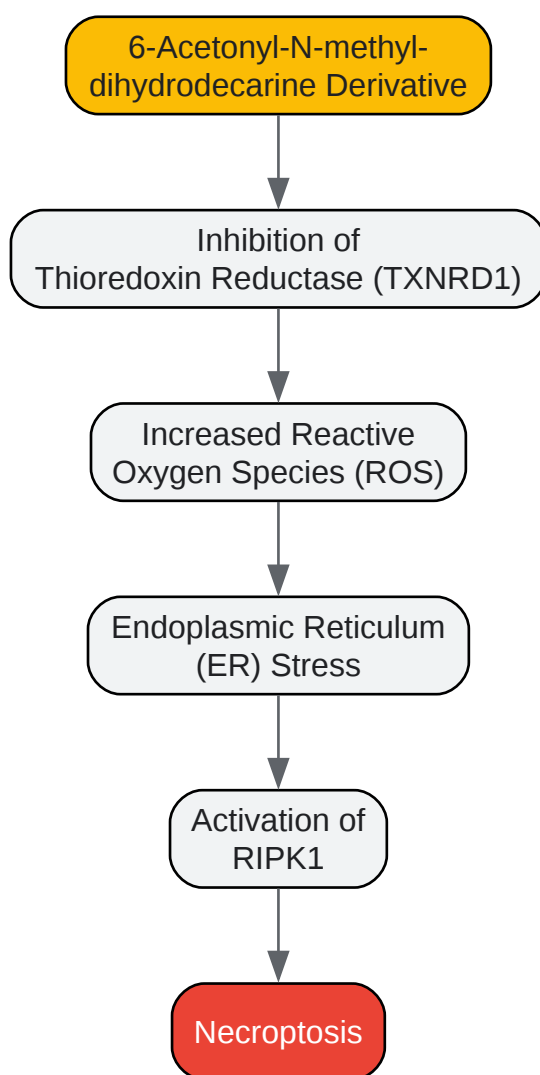 6-Acetonyl-N-methyl-
dihydrodecarine Derivative
Inhibition of
Thioredoxin Reductase (TXNRD1)
Increased Reactive
Oxygen Species (ROS)
Endoplasmic Reticulum
(ER) Stress
Activation of
RIPK1
Necroptosis